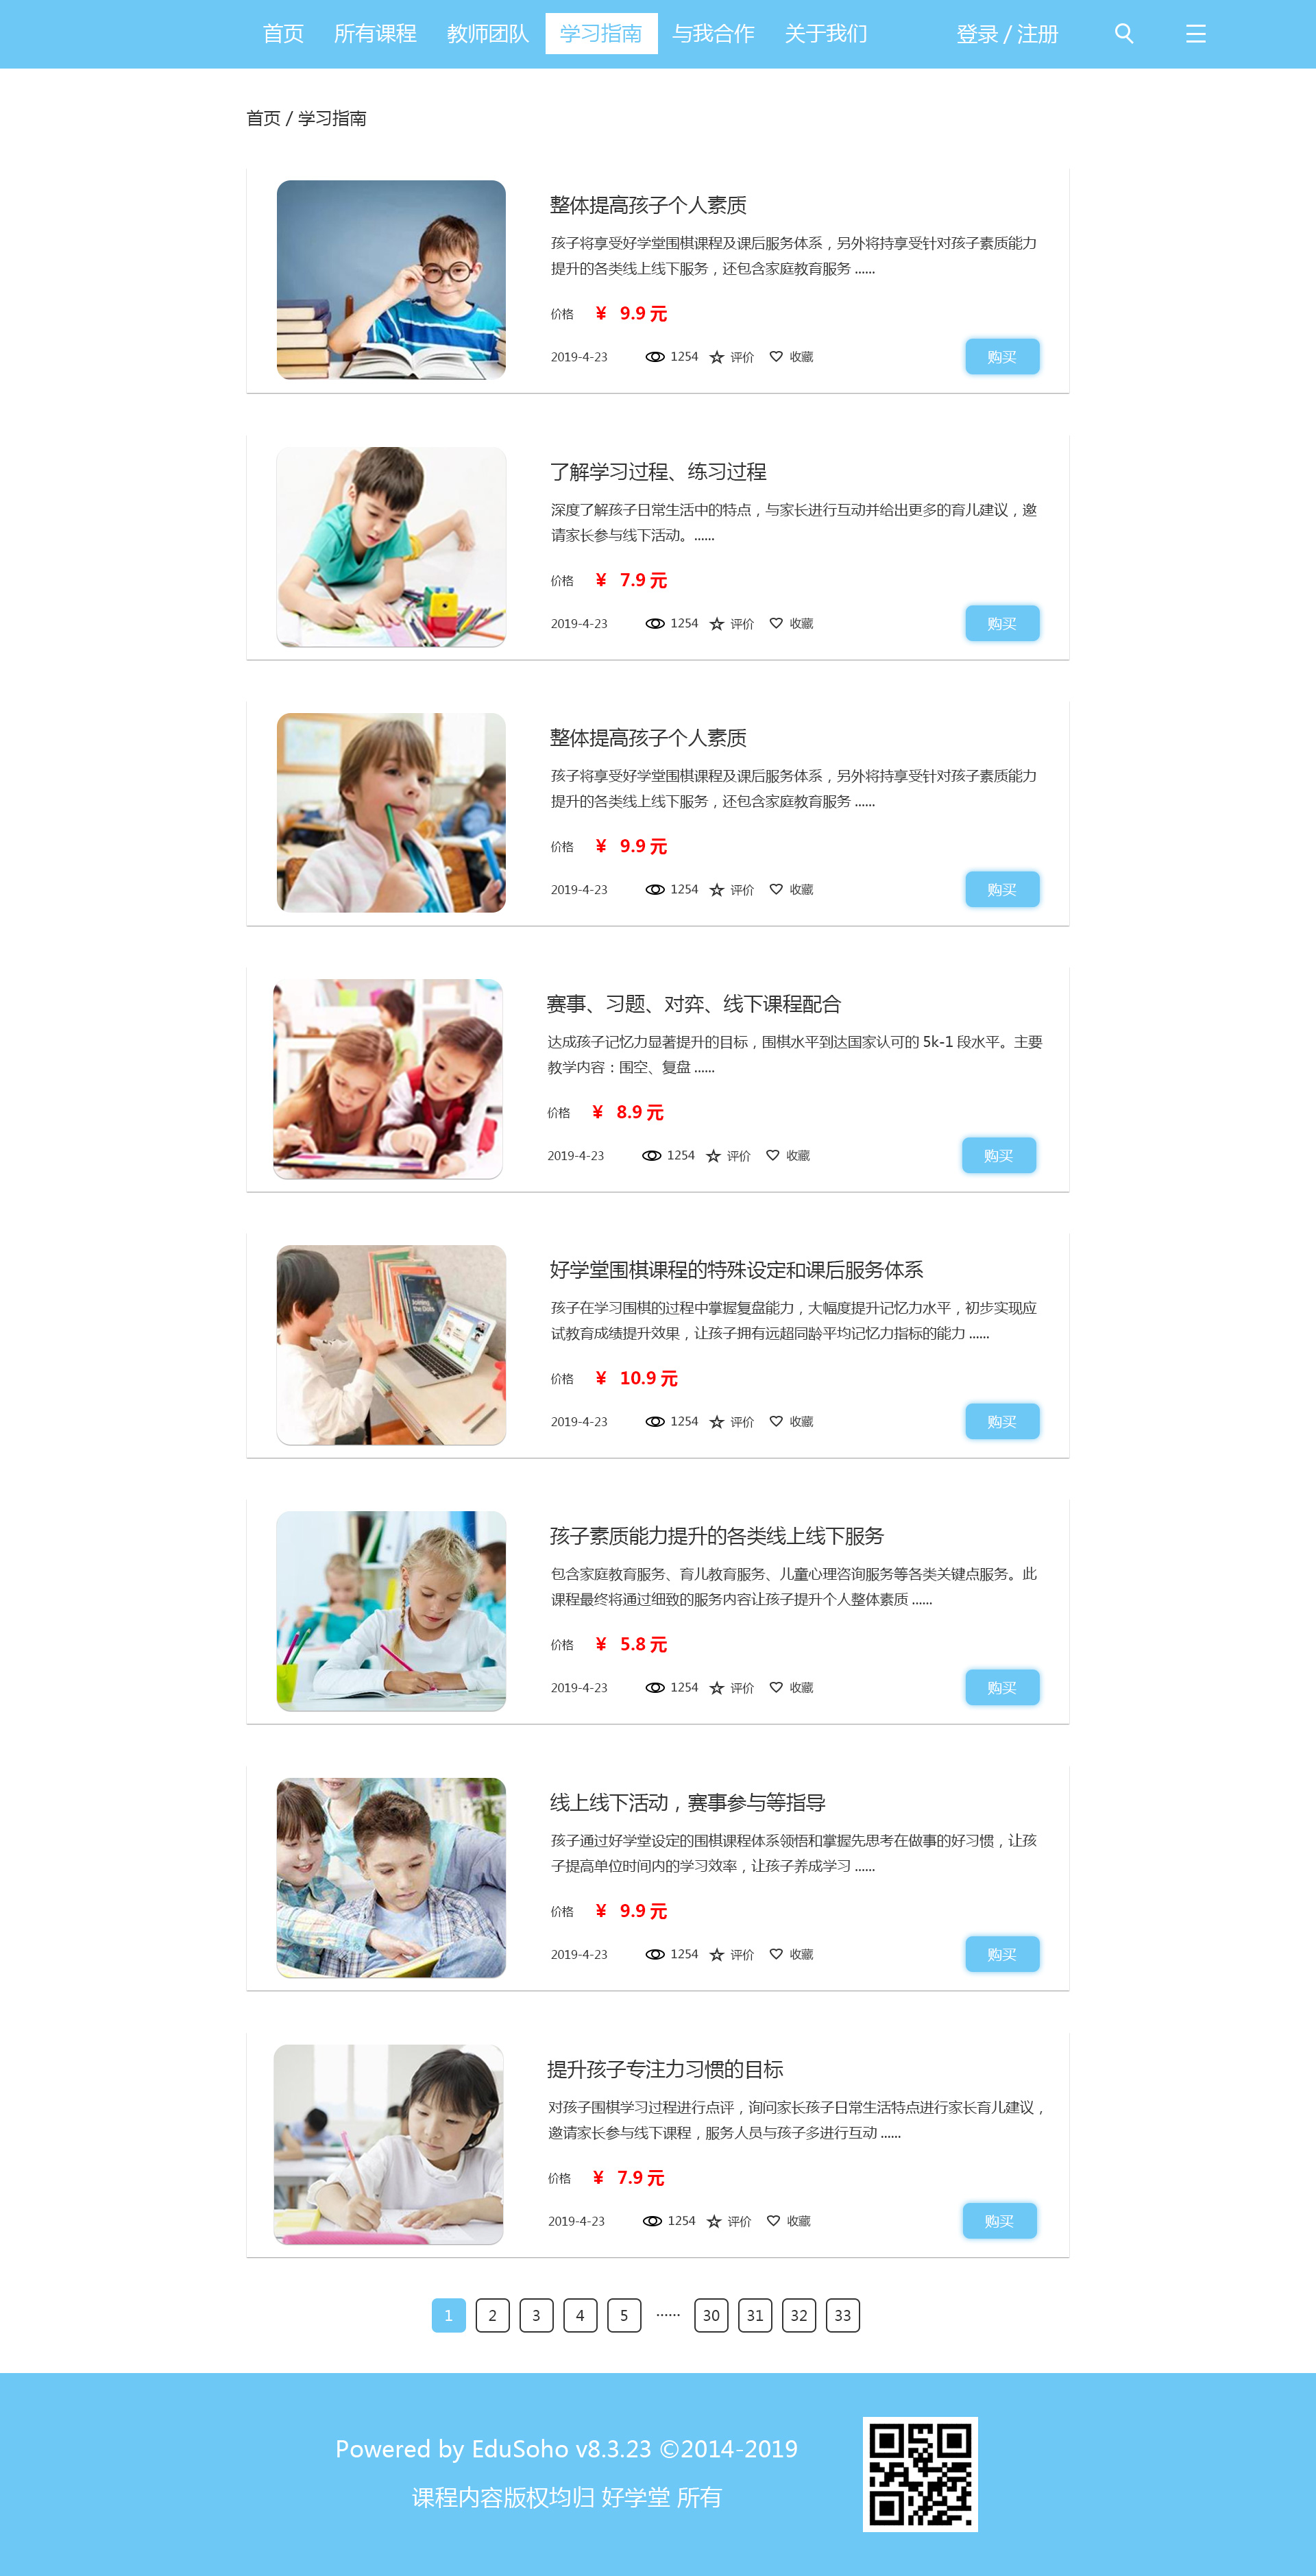 首页 所有课程 教师团队 学习指南 与我合作 关于我们 登录 / 注册
首页 / 学习指南
整体提高孩子个人素质
孩子将享受好学堂围棋课程及课后服务体系，另外将持享受针对孩子素质能力
提升的各类线上线下服务，还包含家庭教育服务 ......
价格 ¥ 9.9 元
2019-4-23 1254 评价 收藏 购买
了解学习过程、练习过程
深度了解孩子日常生活中的特点，与家长进行互动并给出更多的育儿建议，邀
请家长参与线下活动。......
价格 ¥ 7.9 元
2019-4-23 1254 评价 收藏 购买
整体提高孩子个人素质
孩子将享受好学堂围棋课程及课后服务体系，另外将持享受针对孩子素质能力
提升的各类线上线下服务，还包含家庭教育服务 ......
价格 ¥ 9.9 元
2019-4-23 1254 评价 收藏 购买
赛事、习题、对弈、线下课程配合
达成孩子记忆力显著提升的目标，围棋水平到达国家认可的 5k-1 段水平。主要
教学内容：围空、复盘 ......
价格 ¥ 8.9 元
2019-4-23 1254 评价 收藏 购买
好学堂围棋课程的特殊设定和课后服务体系
孩子在学习围棋的过程中掌握复盘能力，大幅度提升记忆力水平，初步实现应
试教育成绩提升效果，让孩子拥有远超同龄平均记忆力指标的能力 ......
价格 ¥ 10.9 元
2019-4-23 1254 评价 收藏 购买
孩子素质能力提升的各类线上线下服务
包含家庭教育服务、育儿教育服务、儿童心理咨询服务等各类关键点服务。此
课程最终将通过细致的服务内容让孩子提升个人整体素质 ......
价格 ¥ 5.8 元
2019-4-23 1254 评价 收藏 购买
线上线下活动，赛事参与等指导
孩子通过好学堂设定的围棋课程体系领悟和掌握先思考在做事的好习惯，让孩
子提高单位时间内的学习效率，让孩子养成学习 ......
价格 ¥ 9.9 元
2019-4-23 1254 评价 收藏 购买
提升孩子专注力习惯的目标
对孩子围棋学习过程进行点评，询问家长孩子日常生活特点进行家长育儿建议，
邀请家长参与线下课程，服务人员与孩子多进行互动 ......
价格 ¥ 7.9 元
2019-4-23 1254 评价 收藏 购买
1 2 3 4 5 ...... 30 31 32 33
Powered by EduSoho v8.3.23 ©2014-2019
课程内容版权均归 好学堂 所有